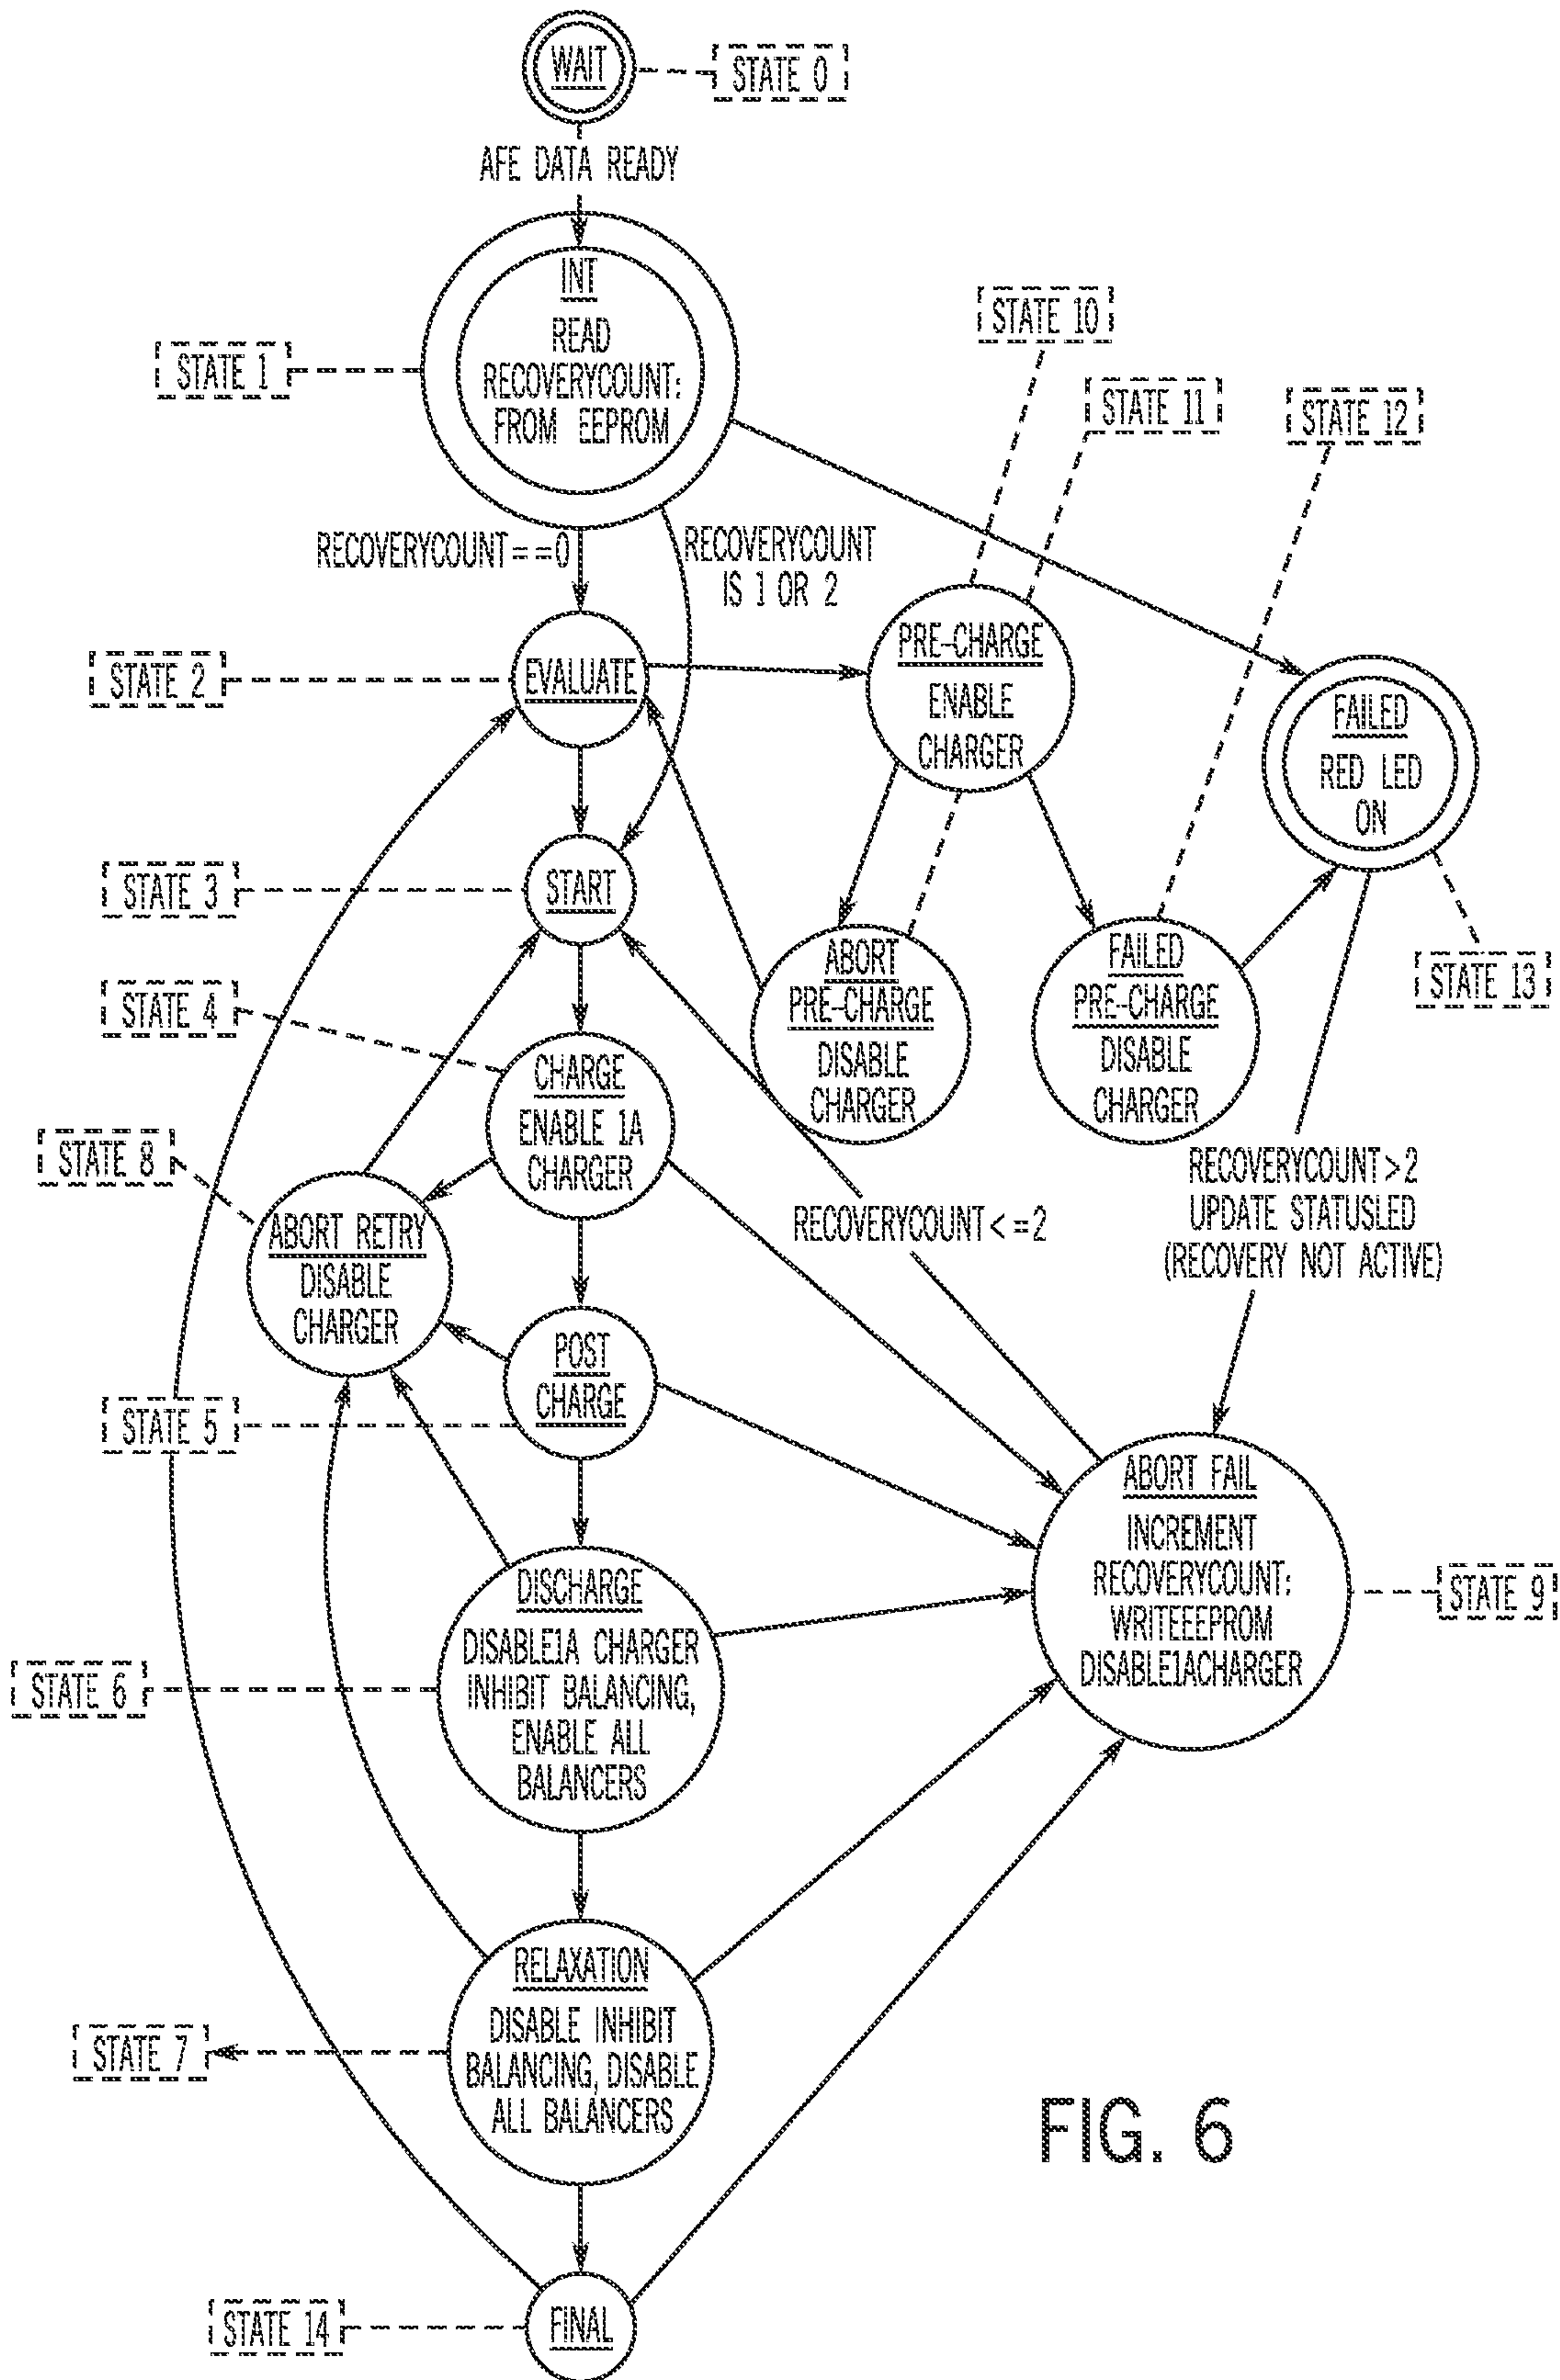 WAIT
STATE 0
AFE DATA READY
INT
READ
RECOVERYCOUNT:
FROM EEPROM
STATE 1
STATE 10
STATE 11
STATE 12
RECOVERYCOUNT==0
RECOVERYCOUNT
IS 1 OR 2
STATE 2
EVALUATE
PRE-CHARGE
ENABLE
CHARGER
FAILED
RED LED
ON
STATE 3
START
ABORT
PRE-CHARGE
DISABLE
CHARGER
FAILED
PRE-CHARGE
DISABLE
CHARGER
STATE 13
STATE 4
CHARGE
ENABLE 1A
CHARGER
STATE 8
ABORT RETRY
DISABLE
CHARGER
RECOVERYCOUNT<=2
RECOVERYCOUNT>2
UPDATE STATUSLED
(RECOVERY NOT ACTIVE)
POST
CHARGE
STATE 5
ABORT FAIL
INCREMENT
RECOVERYCOUNT:
WRITEEEPROM
DISABLE1ACHARGER
STATE 9
DISCHARGE
DISABLE1A CHARGER
INHIBIT BALANCING,
ENABLE ALL
BALANCERS
STATE 6
RELAXATION
DISABLE INHIBIT
BALANCING, DISABLE
ALL BALANCERS
STATE 7
FIG. 6
STATE 14
FINAL